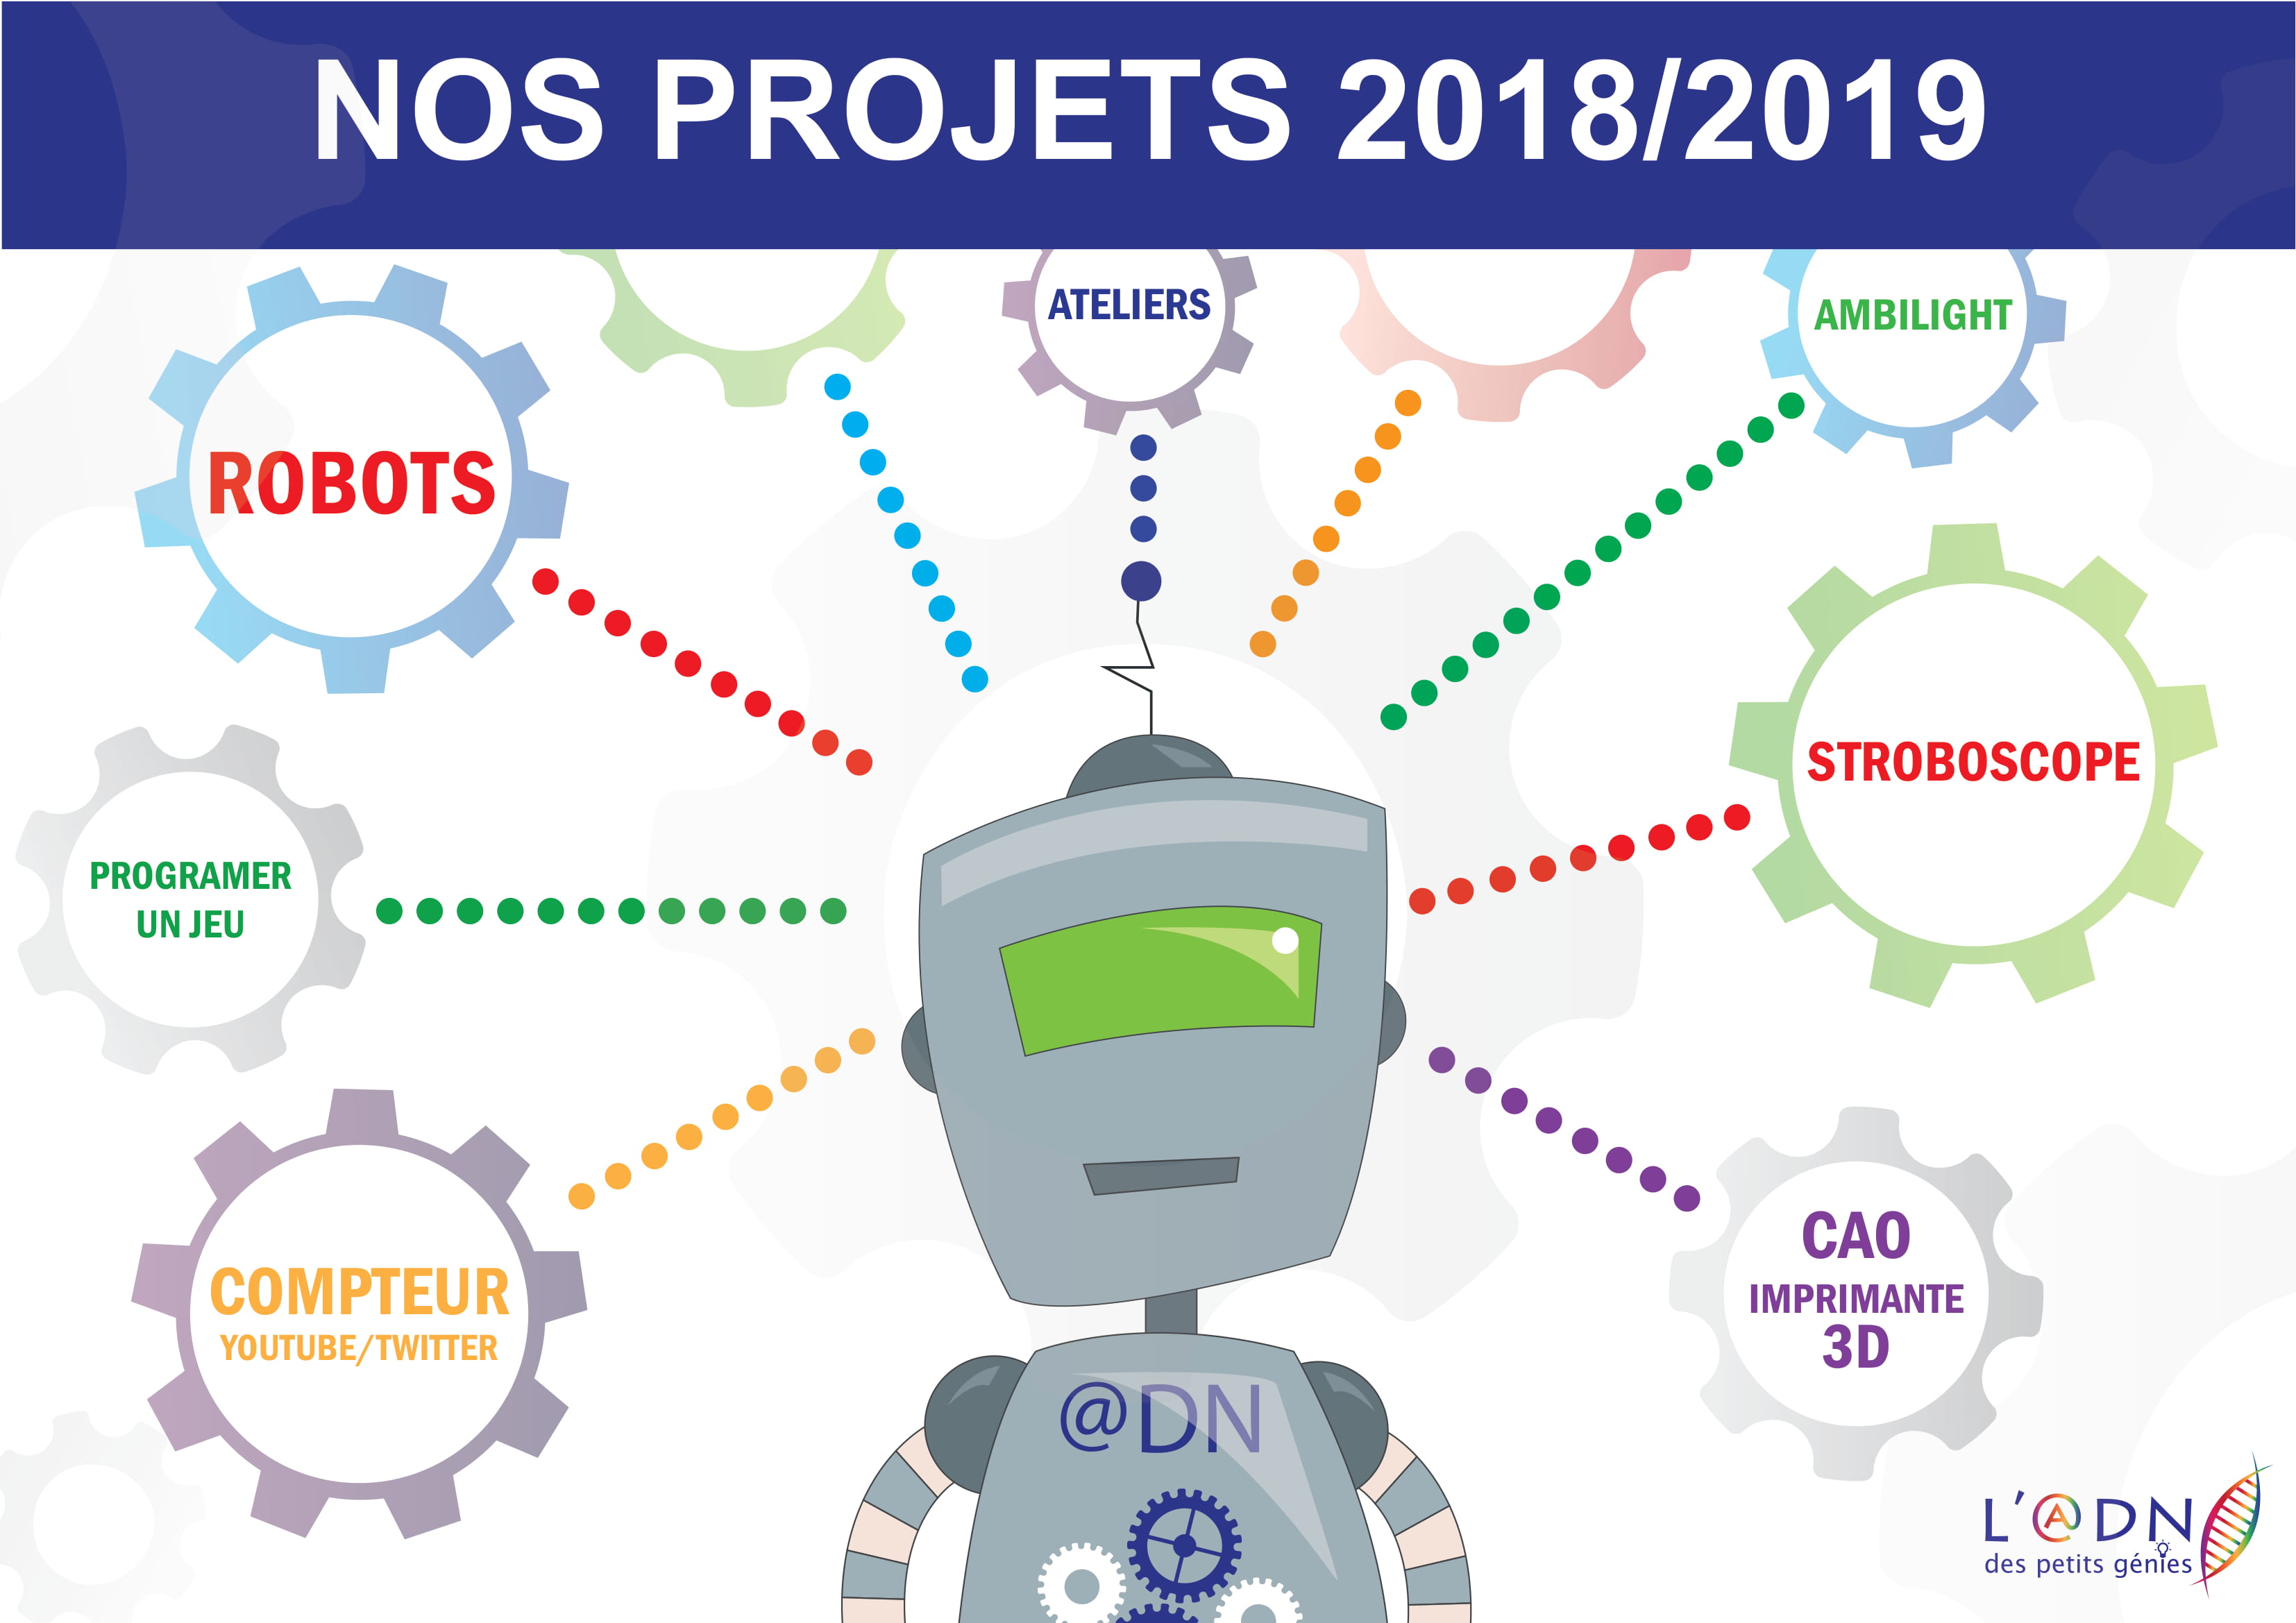 NOS PROJETS 2018/2019
ATELIERS
AMBILIGHT
ROBOTS
STROBOSCOPE
PROGRAMER
UN JEU
COMPTEUR
YOUTUBE/TWITTER
CAO
IMPRIMANTE
3D
@DN
L'@DN
des petits génies